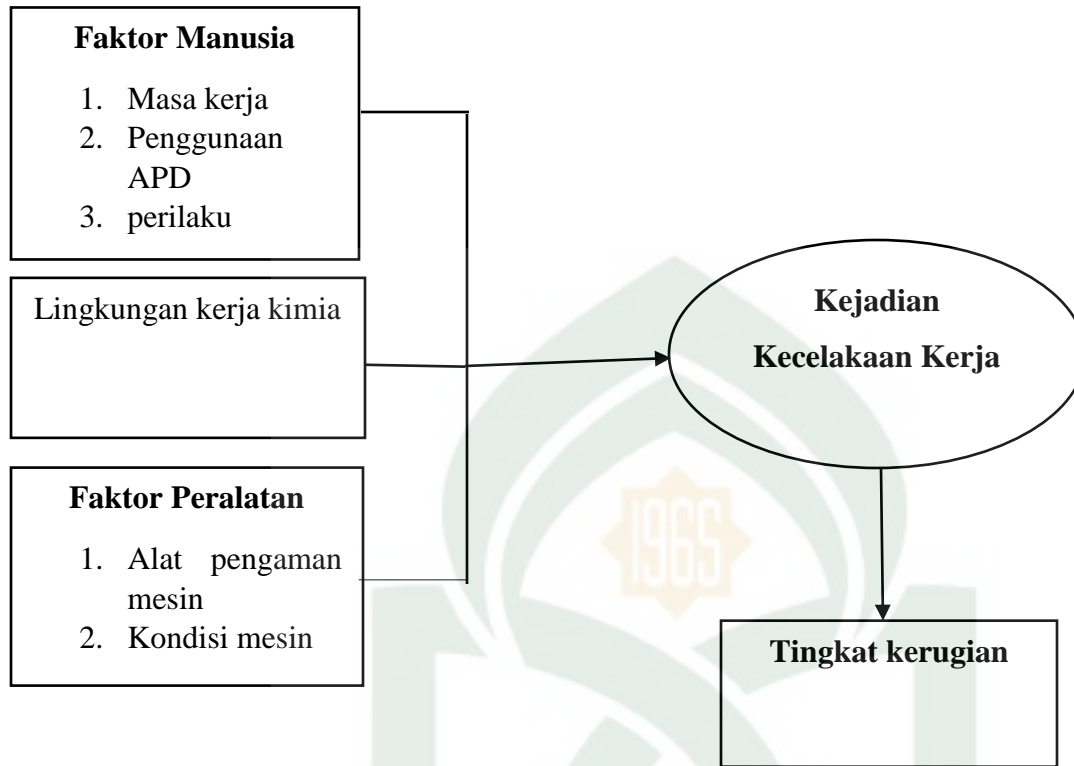 Faktor Manusia
1. Masa kerja
2. Penggunaan
APD
3. perilaku
Lingkungan kerja kimia
Faktor Peralatan
1. Alat pengaman
mesin
2. Kondisi mesin
Kejadian
Kecelakaan Kerja
1965
Tingkat kerugian